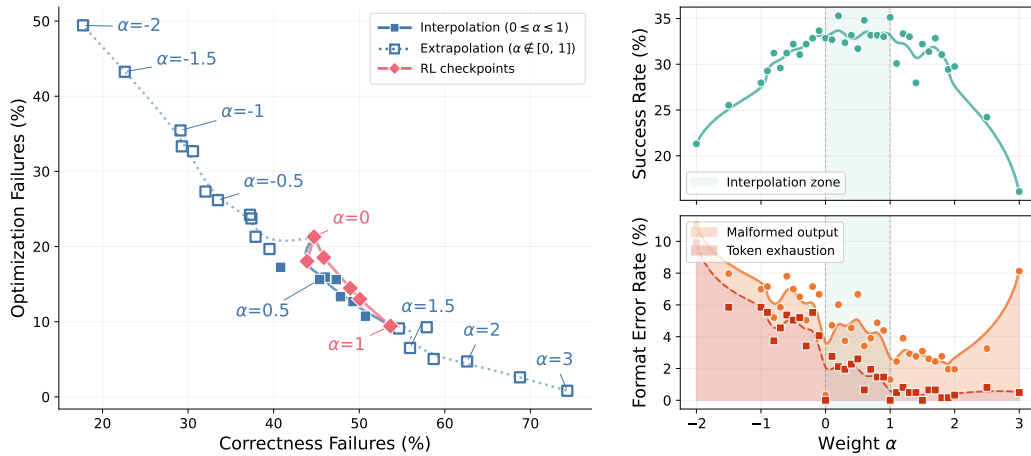 50
40
30
20
10
0
20
30
40
50
60
70
Optimization Failures (%)
Correctness Failures (%)
Interpolation (0 ≤ α ≤ 1)
Extrapolation (α ∉ [0, 1])
RL checkpoints
α=-2
α=-1.5
α=-1
α=-0.5
α=0
α=0.5
α=1
α=1.5
α=2
α=3
Success Rate (%)
35
30
25
20
Interpolation zone
Format Error Rate (%)
10
8
6
4
2
0
Malformed output
Token exhaustion
−2
−1
0
1
2
3
Weight α